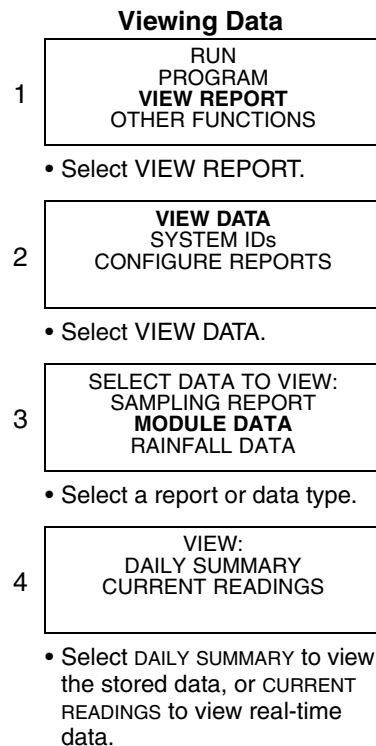 Viewing Data
1
RUN
PROGRAM
VIEW REPORT
OTHER FUNCTIONS
• Select VIEW REPORT.
2
VIEW DATA
SYSTEM IDs
CONFIGURE REPORTS
• Select VIEW DATA.
3
SELECT DATA TO VIEW:
SAMPLING REPORT
MODULE DATA
RAINFALL DATA
• Select a report or data type.
4
VIEW:
DAILY SUMMARY
CURRENT READINGS
• Select DAILY SUMMARY to view
the stored data, or CURRENT
READINGS to view real-time
data.